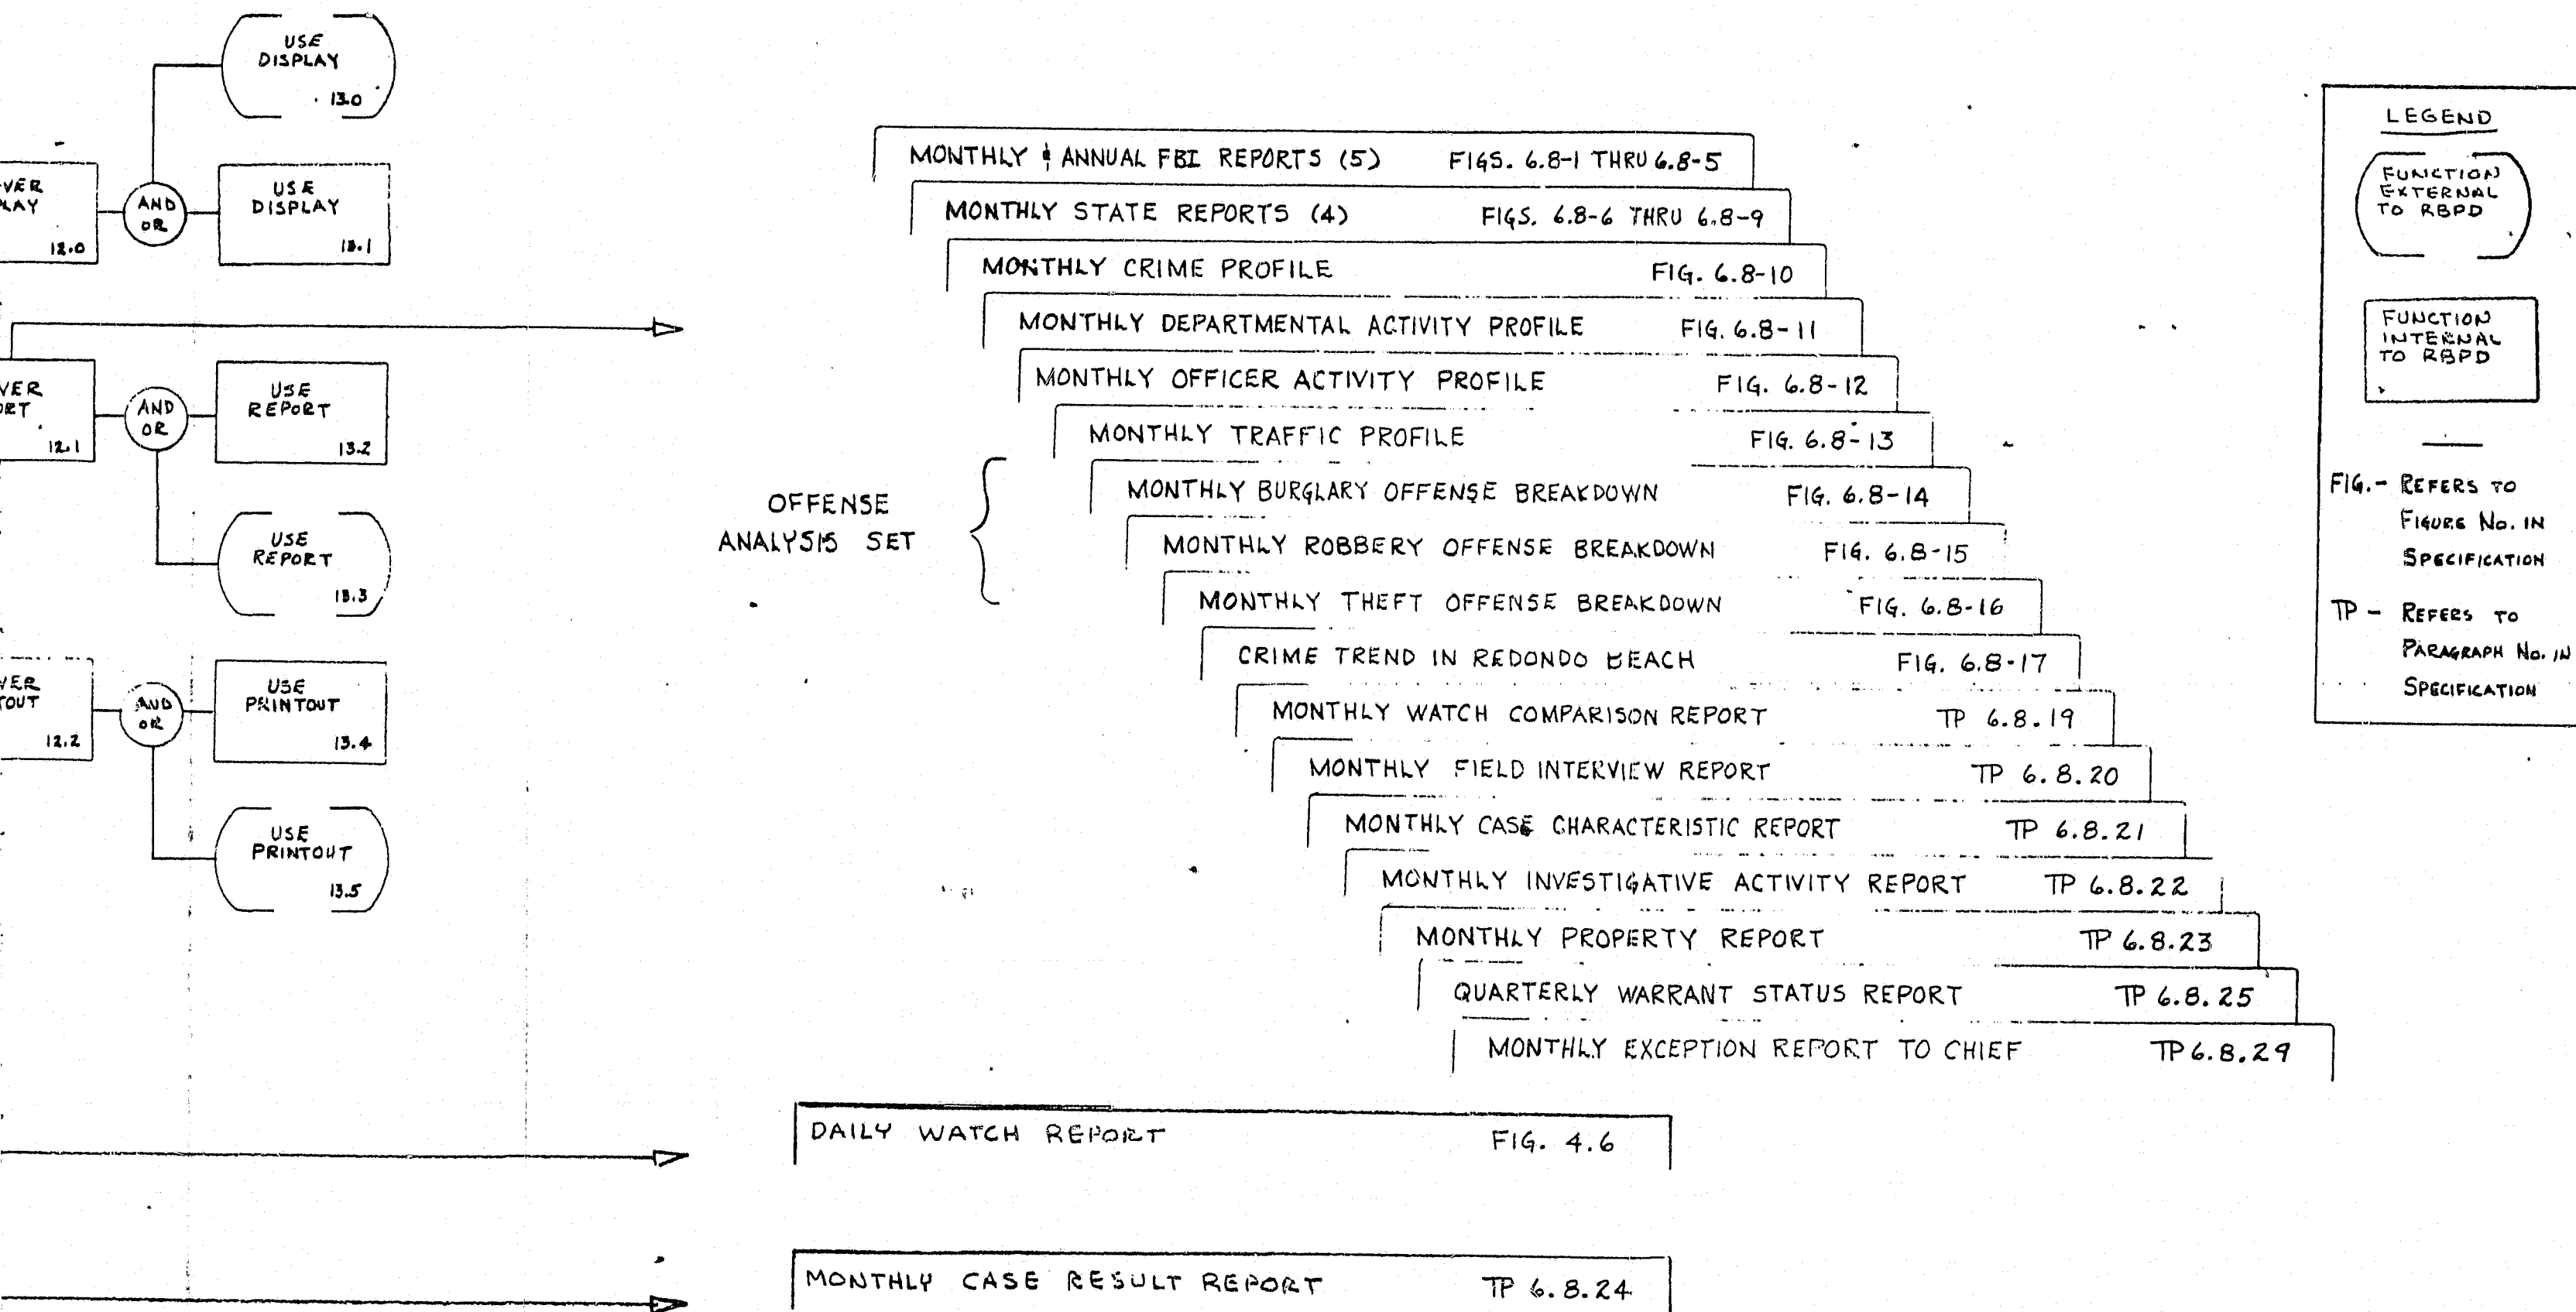 USE
DISPLAY
13.0
12.0
AND
OR
USE
DISPLAY
13.1
12.1
AND
OR
USE
REPORT
13.2
USE
REPORT
13.3
12.2
AND
OR
USE
PRINTOUT
13.4
USE
PRINTOUT
13.5
MONTHLY & ANNUAL FBI REPORTS (5) FIGS. 6.8-1 THRU 6.8-5
MONTHLY STATE REPORTS (4) FIGS. 6.8-6 THRU 6.8-9
MONTHLY CRIME PROFILE FIG. 6.8-10
MONTHLY DEPARTMENTAL ACTIVITY PROFILE FIG. 6.8-11
MONTHLY OFFICER ACTIVITY PROFILE FIG. 6.8-12
MONTHLY TRAFFIC PROFILE FIG. 6.8-13
OFFENSE
ANALYSIS SET
MONTHLY BURGLARY OFFENSE BREAKDOWN FIG. 6.8-14
MONTHLY ROBBERY OFFENSE BREAKDOWN FIG. 6.8-15
MONTHLY THEFT OFFENSE BREAKDOWN FIG. 6.8-16
CRIME TREND IN REDONDO BEACH FIG. 6.8-17
MONTHLY WATCH COMPARISON REPORT TP 6.8.19
MONTHLY FIELD INTERVIEW REPORT TP 6.8.20
MONTHLY CASE CHARACTERISTIC REPORT TP 6.8.21
MONTHLY INVESTIGATIVE ACTIVITY REPORT TP 6.8.22
MONTHLY PROPERTY REPORT TP 6.8.23
QUARTERLY WARRANT STATUS REPORT TP 6.8.25
MONTHLY EXCEPTION REPORT TO CHIEF TP 6.8.29
DAILY WATCH REPORT FIG. 4.6
MONTHLY CASE RESULT REPORT TP 6.8.24
LEGEND
FUNCTION
EXTERNAL
TO RBPD
FUNCTION
INTERNAL
TO RBPD
FIG. - REFERS TO
FIGURE NO. IN
SPECIFICATION
TP - REFERS TO
PARAGRAPH NO. IN
SPECIFICATION